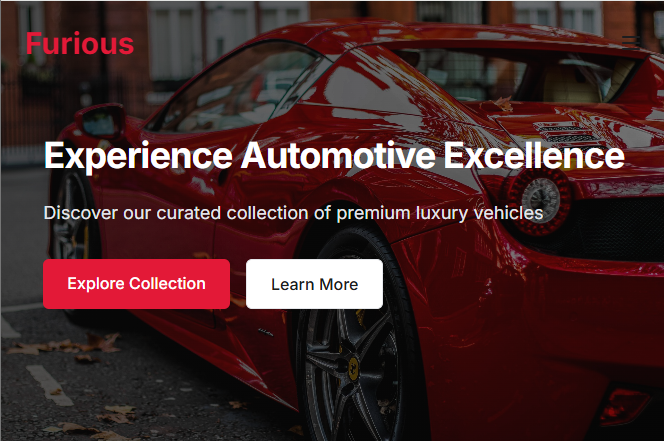 Furious
Experience Automotive Excellence
Discover our curated collection of premium luxury vehicles
Explore Collection
Learn More